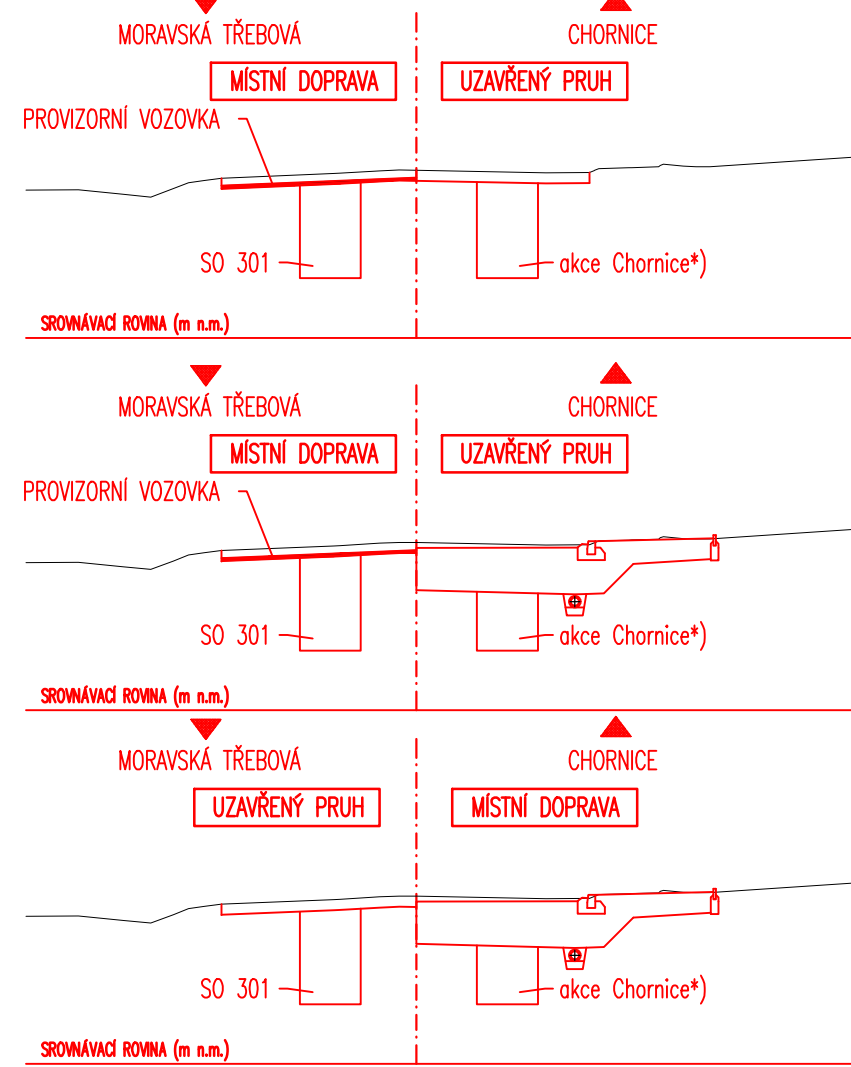 MORAVSKÁ TŘEBOVÁ
CHORNICE
MÍSTNÍ DOPRAVA
UZAVŘENÝ PRUH
PROVIZORNÍ VOZOVKA
SO 301
akce Chornice*)
SROVNÁVACÍ ROVINA (m n.m.)
MORAVSKÁ TŘEBOVÁ
CHORNICE
MÍSTNÍ DOPRAVA
UZAVŘENÝ PRUH
PROVIZORNÍ VOZOVKA
SO 301
akce Chornice*)
SROVNÁVACÍ ROVINA (m n.m.)
MORAVSKÁ TŘEBOVÁ
CHORNICE
UZAVŘENÝ PRUH
MÍSTNÍ DOPRAVA
SO 301
akce Chornice*)
SROVNÁVACÍ ROVINA (m n.m.)